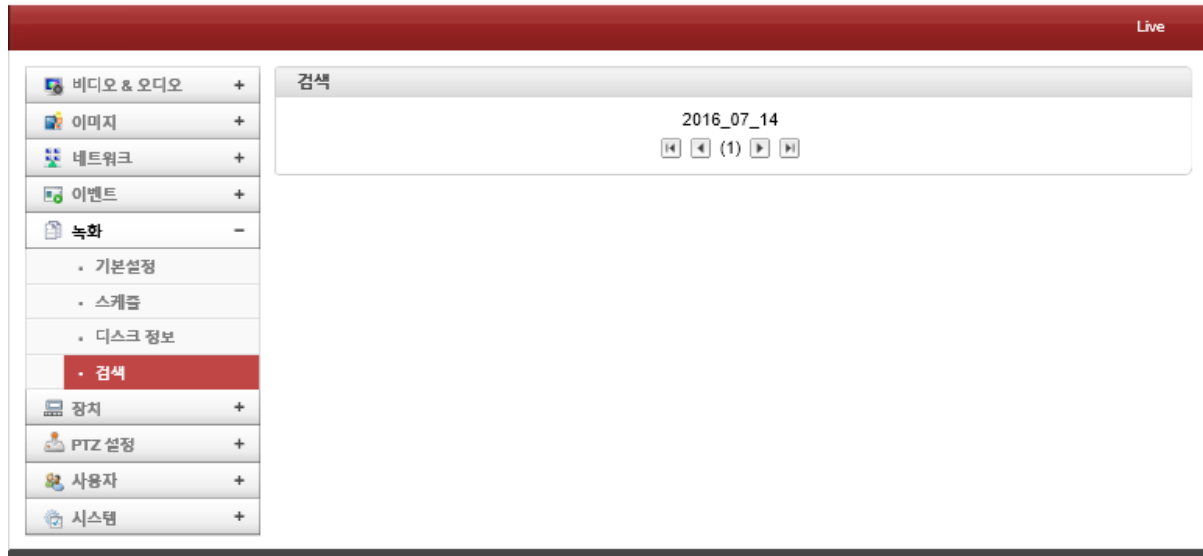 Live
비디오 & 오디오 +
이미지 +
네트워크 +
이벤트 +
녹화 -
· 기본설정
· 스케쥴
· 디스크 정보
· 검색
장치 +
PTZ 설정 +
사용자 +
시스템 +
검색
2016_07_14
(1)